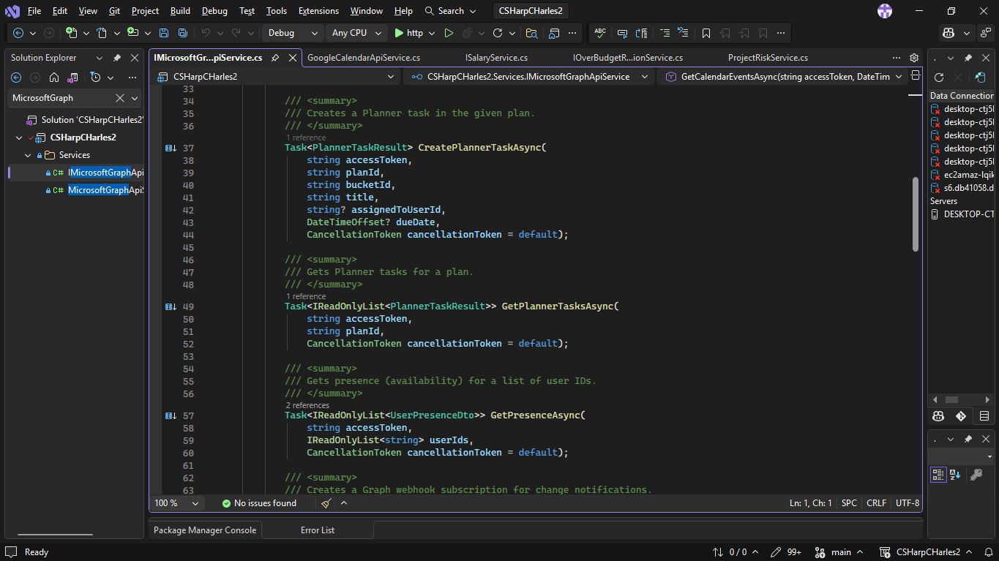 File Edit View Git Project Build Debug Test Tools Extensions Window Help Search CSHarpCHarles2
Debug Any CPU http
Solution Explorer
MicrosoftGraph
Solution 'CSHarpCHarles2'
CSHarpCHarles2
Services
C# IMicrosoftGraphApi
C# MicrosoftGraphApiS
IMicrosoftGr...piService.cs GoogleCalendarApiService.cs ISalaryService.cs IOverBudgetR...ionService.cs ProjectRiskService.cs
CSHarpCHarles2 CSHarpCHarles2.Services.IMicrosoftGraphApiService GetCalendarEventsAsync(string accessToken, DateTim
33
34 /// <summary>
35 /// Creates a Planner task in the given plan.
36 /// </summary>
1 reference
37 Task<PlannerTaskResult> CreatePlannerTaskAsync(
38 string accessToken,
39 string planId,
40 string bucketId,
41 string title,
42 string? assignedToUserId,
43 DateTimeOffset? dueDate,
44 CancellationToken cancellationToken = default);
45
46 /// <summary>
47 /// Gets Planner tasks for a plan.
48 /// </summary>
1 reference
49 Task<IReadOnlyList<PlannerTaskResult>> GetPlannerTasksAsync(
50 string accessToken,
51 string planId,
52 CancellationToken cancellationToken = default);
53
54 /// <summary>
55 /// Gets presence (availability) for a list of user IDs.
56 /// </summary>
2 references
57 Task<IReadOnlyList<UserPresenceDto>> GetPresenceAsync(
58 string accessToken,
59 IReadOnlyList<string> userIds,
60 CancellationToken cancellationToken = default);
61
62 /// <summary>
63 /// Creates a Graph webhook subscription for change notifications.
100 % No issues found Ln: 1, Ch: 1 SPC CRLF UTF-8
Package Manager Console Error List
Data Connection
desktop-ctj5
desktop-ctj5
desktop-ctj5
desktop-ctj5
desktop-ctj5
ec2amaz-lqik
s6.db41058.d
Servers
DESKTOP-CT
Ready 0 / 0 99+ main CSHarpCHarles2